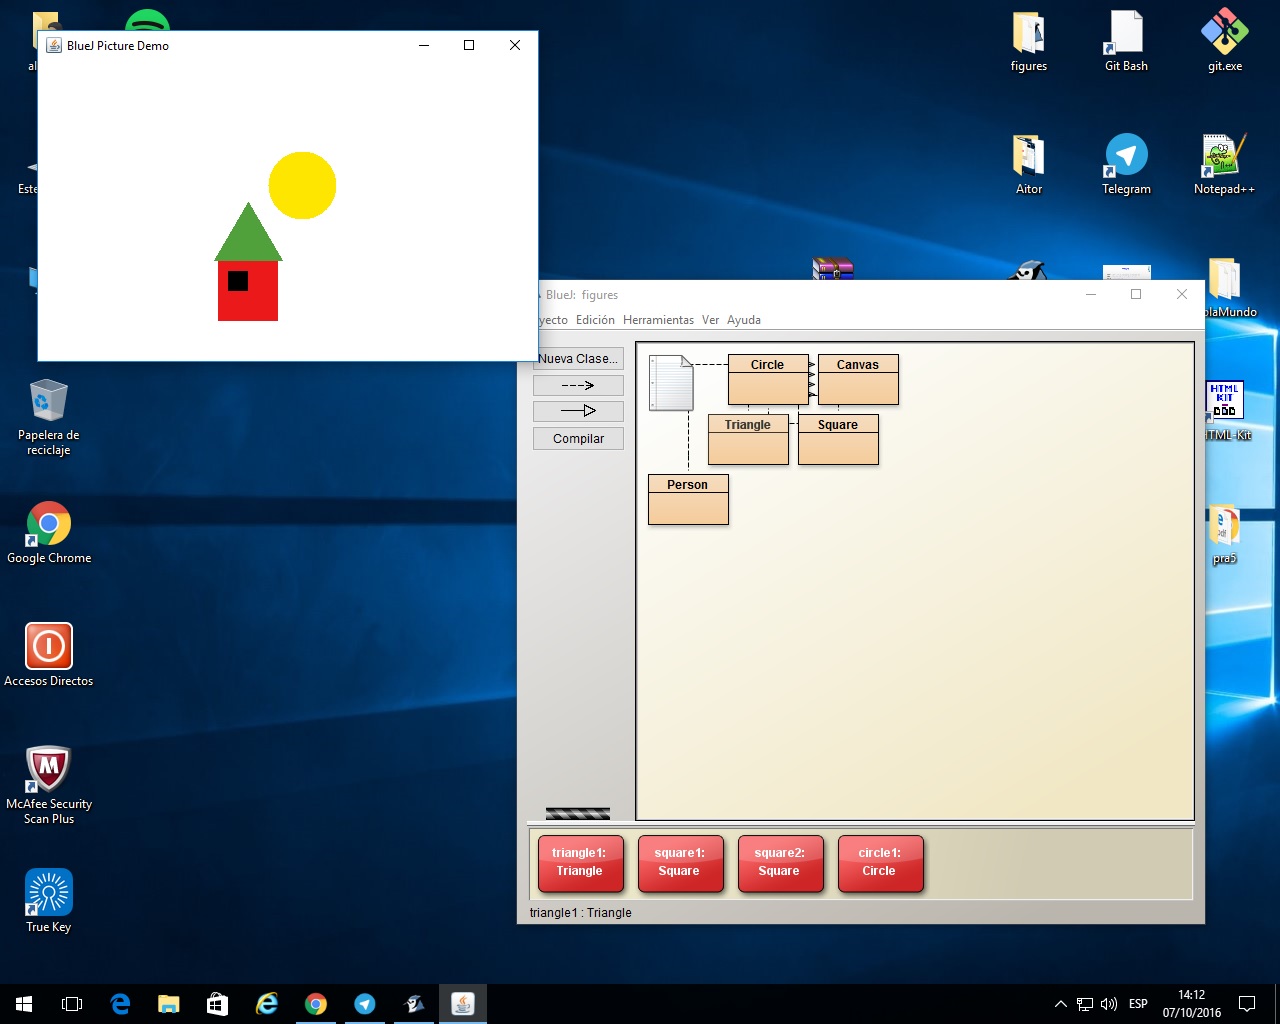 BlueJ Picture Demo
figures
Git Bash
git.exe
Aitor
Telegram
Notepad++
BlueJ: figures
Edición Herramientas Ver Ayuda
Nueva Clase...
Compilar
Circle
Canvas
Triangle
Square
Person
HTML
KIT
HTML-Kit
pra5
Papelera de
reciclaje
Google Chrome
Accesos Directos
McAfee Security
Scan Plus
True Key
triangle1:
Triangle
square1:
Square
square2:
Square
circle1:
Circle
triangle1 : Triangle
ESP
14:12
07/10/2016